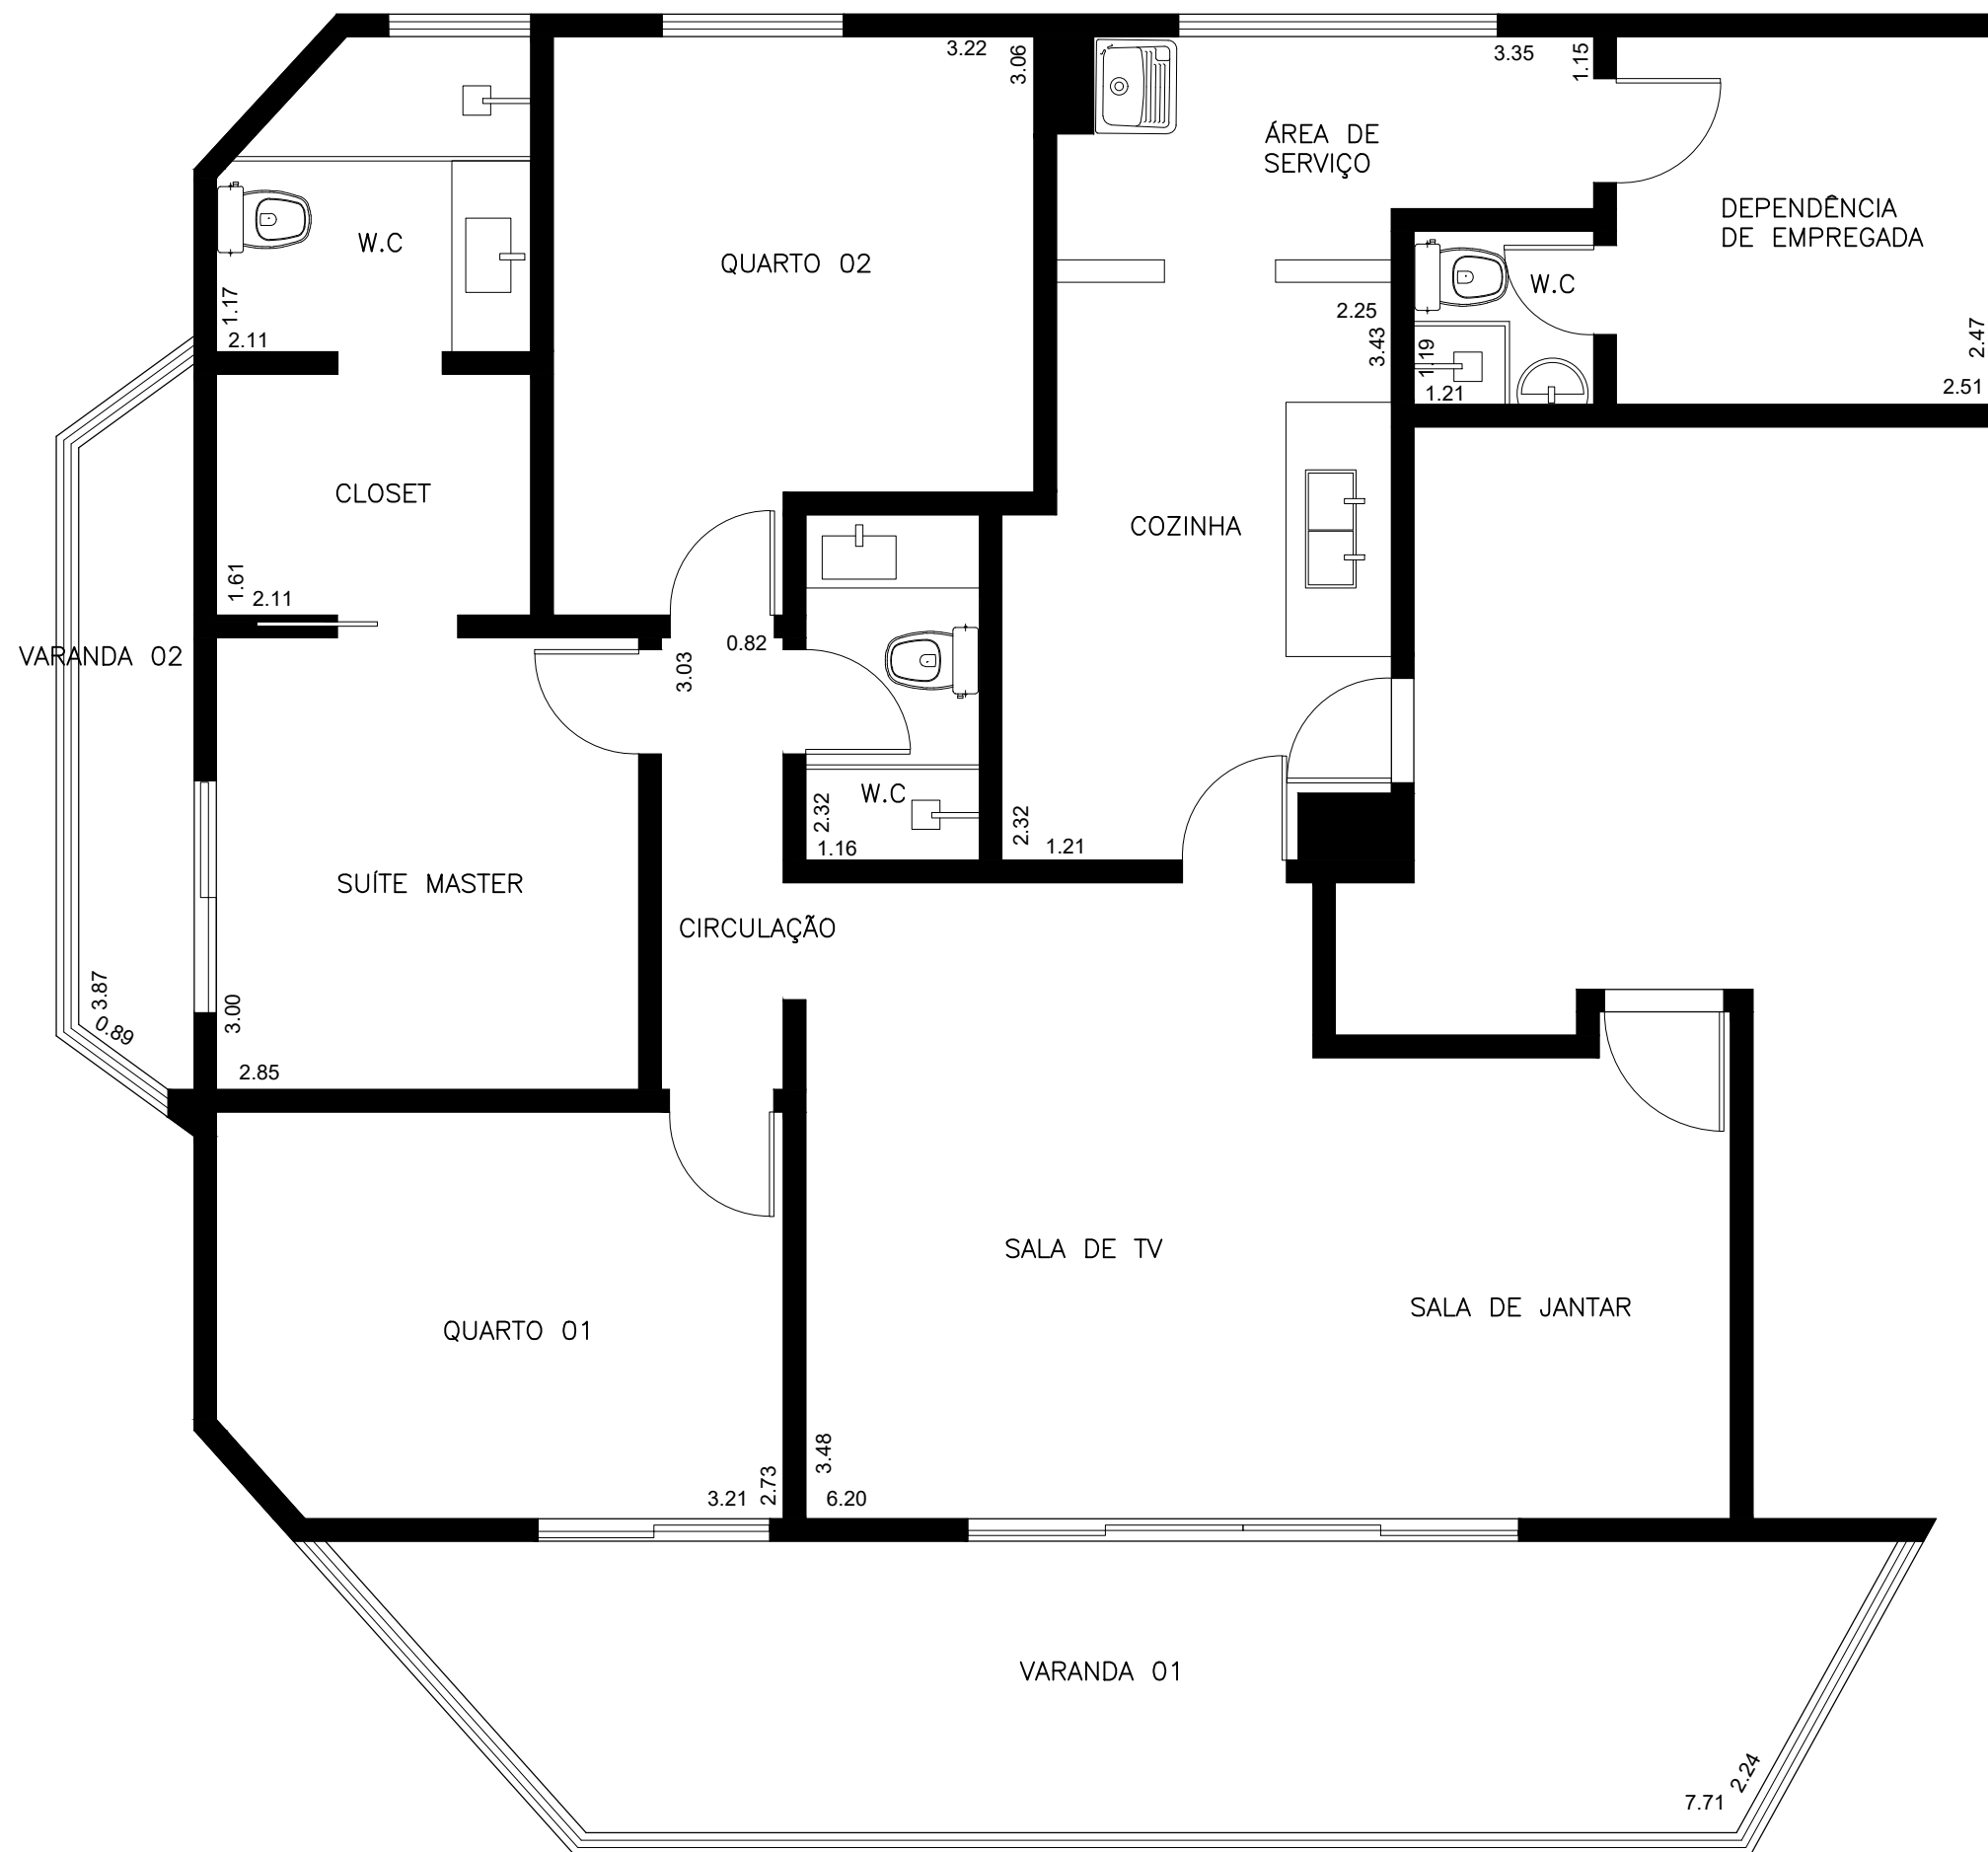 3.22
3.06
3.35
1.15
ÁREA DE
SERVIÇO
DEPENDÊNCIA
DE EMPREGADA
W.C
QUARTO 02
W.C
1.17
2.11
2.25
3.43
1.19
1.21
2.47
2.51
CLOSET
COZINHA
1.61
2.11
VARANDA 02
0.82
3.03
W.C
2.32
1.16
2.32
1.21
SUÍTE MASTER
CIRCULAÇÃO
3.87
0.89
3.00
2.85
SALA DE TV
SALA DE JANTAR
QUARTO 01
3.48
2.73
3.21
6.20
VARANDA 01
2.24
7.71